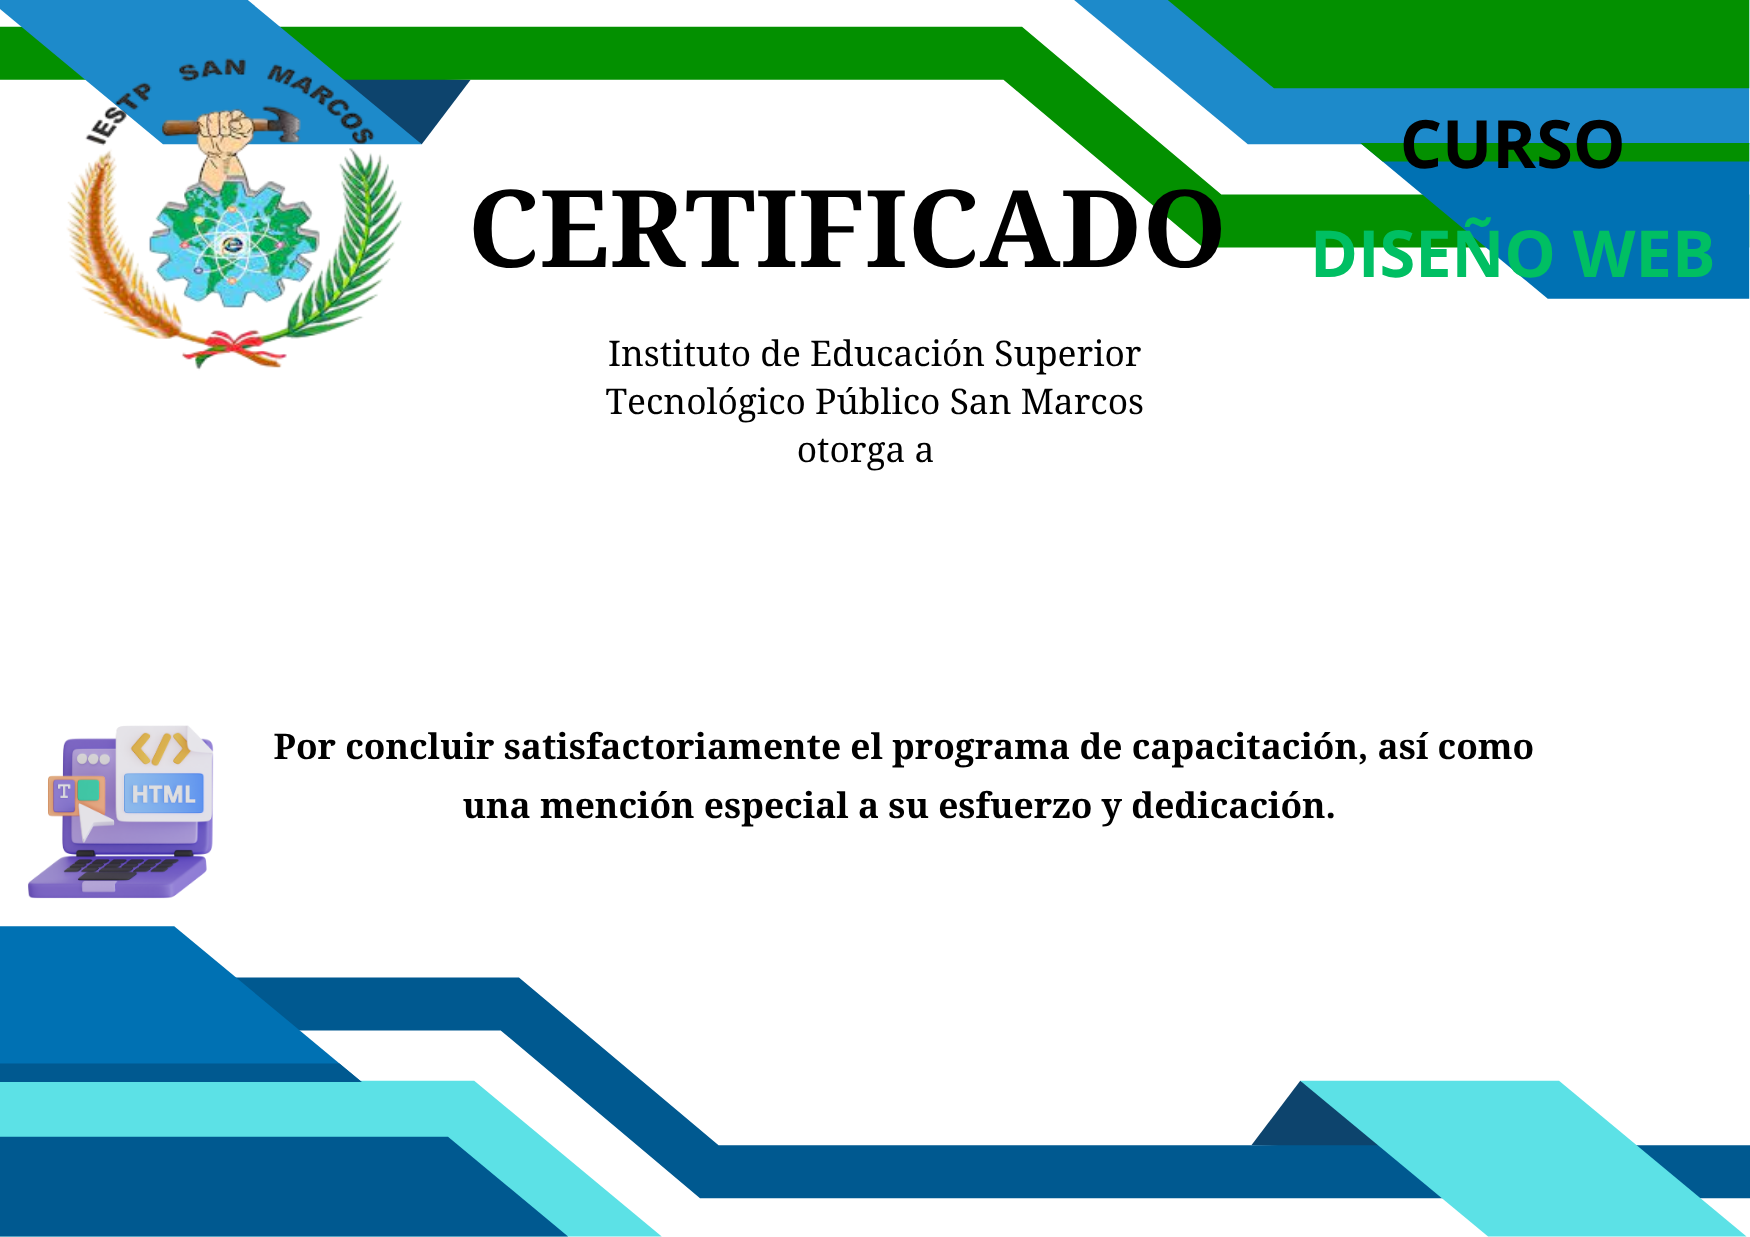 IESTP SAN MARCOS
CURSO
CERTIFICADO
DISEÑO WEB
Instituto de Educación Superior
Tecnológico Público San Marcos
otorga a
Por concluir satisfactoriamente el programa de capacitación, así como
una mención especial a su esfuerzo y dedicación.
</>
T
HTML